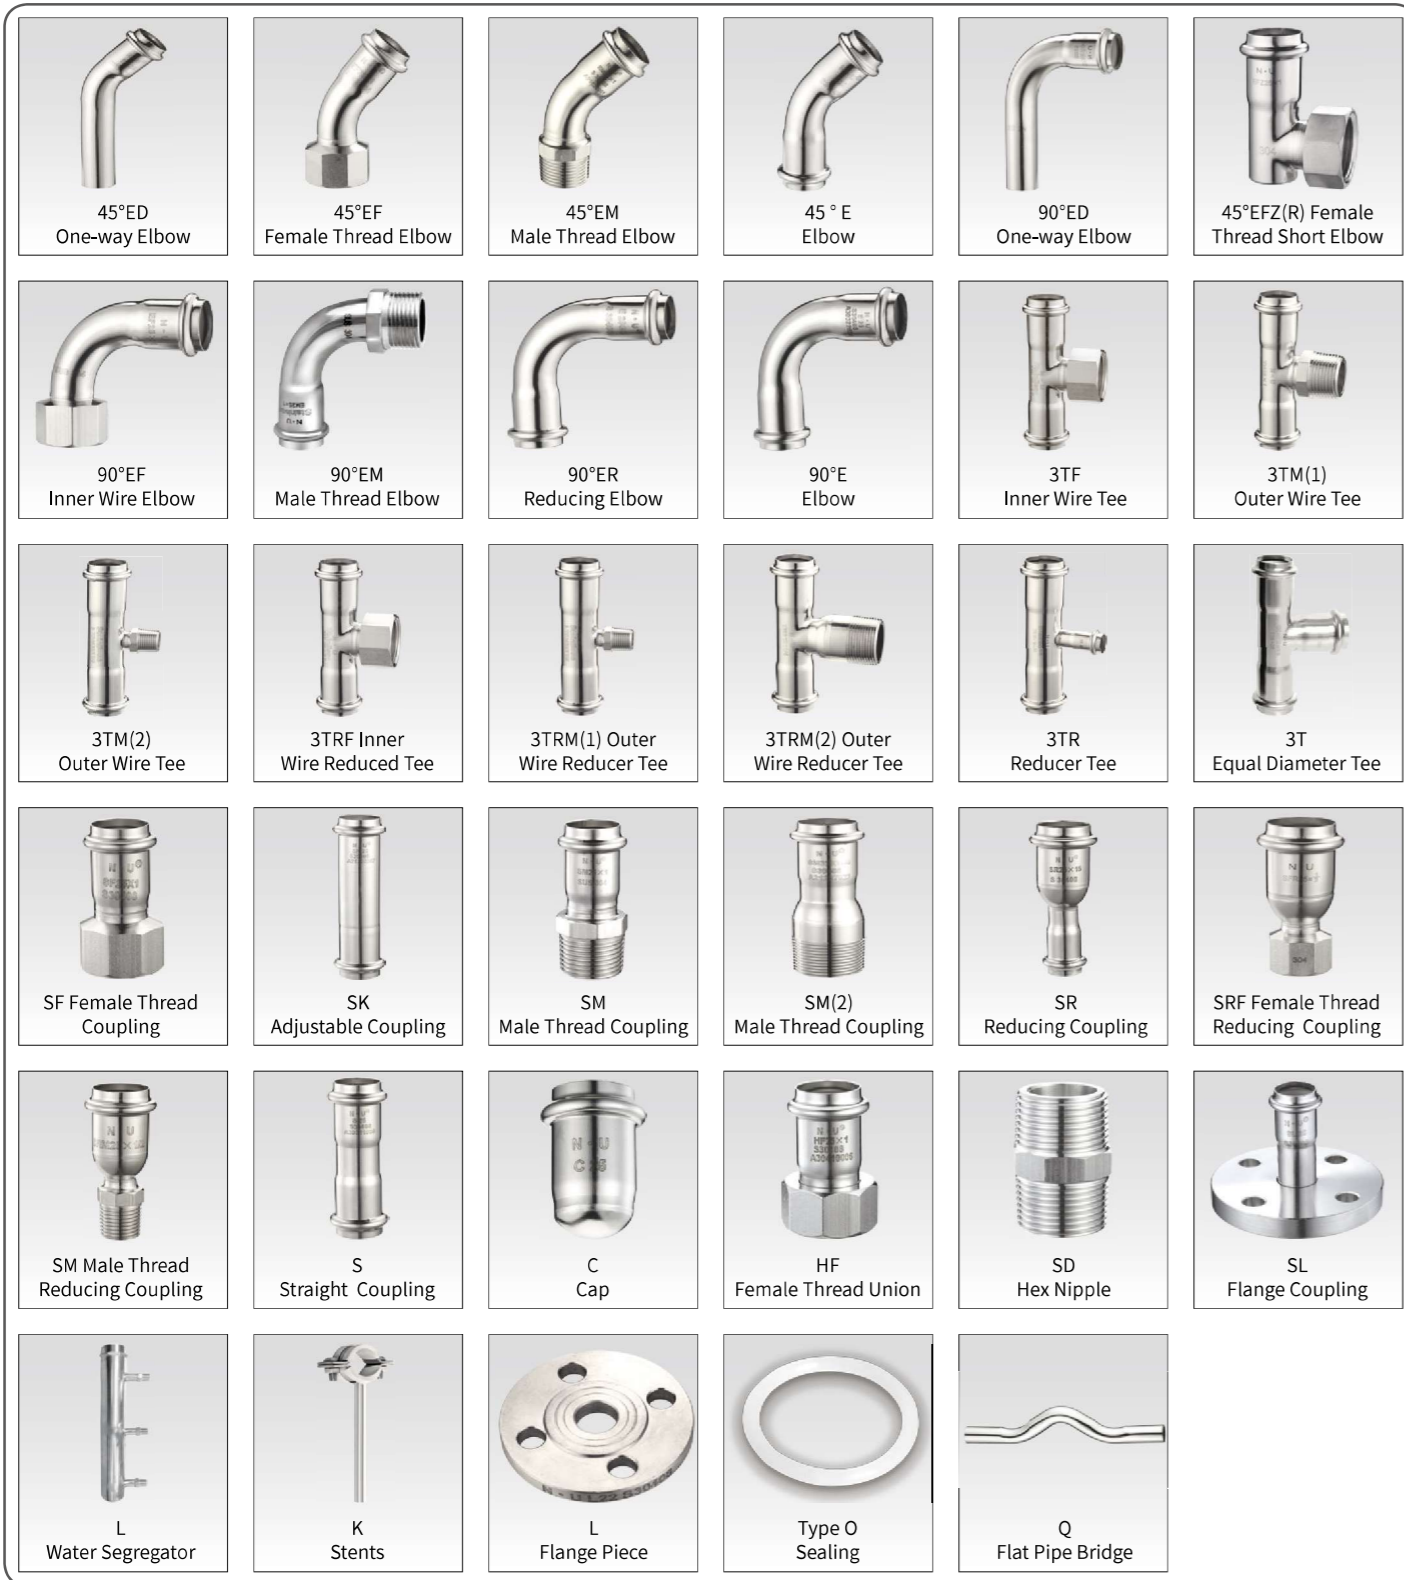 45°ED
One-way Elbow
45°EF
Female Thread Elbow
45°EM
Male Thread Elbow
45 ° E
Elbow
90°ED
One-way Elbow
45°EFZ(R) Female
Thread Short Elbow
90°EF
Inner Wire Elbow
90°EM
Male Thread Elbow
90°ER
Reducing Elbow
90°E
Elbow
3TF
Inner Wire Tee
3TM(1)
Outer Wire Tee
3TM(2)
Outer Wire Tee
3TRF Inner
Wire Reduced Tee
3TRM(1) Outer
Wire Reducer Tee
3TRM(2) Outer
Wire Reducer Tee
3TR
Reducer Tee
3T
Equal Diameter Tee
N U®
SF Female Thread
Coupling
SK
Adjustable Coupling
SM
Male Thread Coupling
SM(2)
Male Thread Coupling
SR
Reducing Coupling
N U
304
SRF Female Thread
Reducing Coupling
N U
SM Male Thread
Reducing Coupling
S
Straight Coupling
N·U
C
Cap
N·U®
HF
Female Thread Union
SD
Hex Nipple
SL
Flange Coupling
L
Water Segregator
K
Stents
N·U
L
Flange Piece
Type O
Sealing
Q
Flat Pipe Bridge